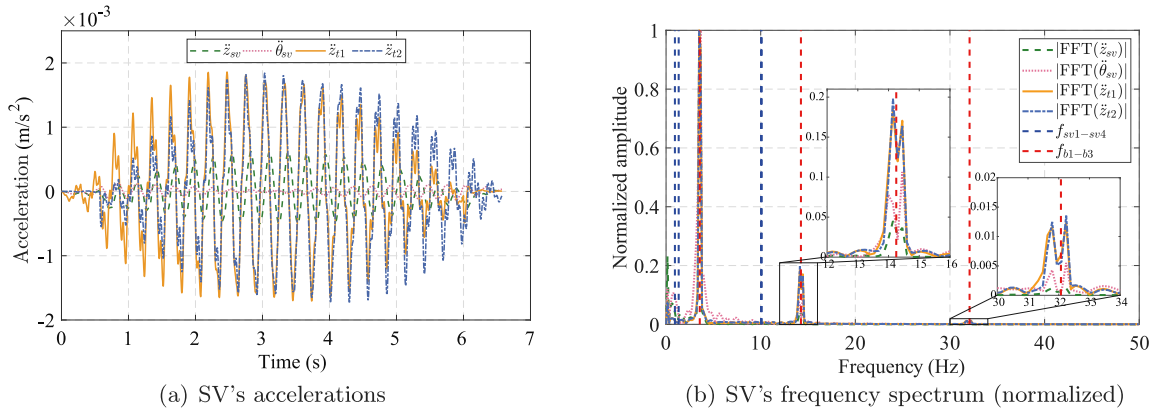 ×10⁻³
2
1
0
-1
-2
Acceleration (m/s²)
z̈ₛᵥ θ̈ₛᵥ z̈ₜ₁ z̈ₜ₂
0 1 2 3 4 5 6 7
Time (s)
(a) SV's accelerations
1
0.8
0.6
0.4
0.2
0
Normalized amplitude
|FFT(z̈ₛᵥ)|
|FFT(θ̈ₛᵥ)|
|FFT(z̈ₜ₁)|
|FFT(z̈ₜ₂)|
f_{sv1−sv4}
f_{b1−b3}
0.2
0.15
0.1
0.05
0
12 13 14 15 16
0.02
0.015
0.01
0.005
0
30 31 32 33 34
0 10 20 30 40 50
Frequency (Hz)
(b) SV's frequency spectrum (normalized)